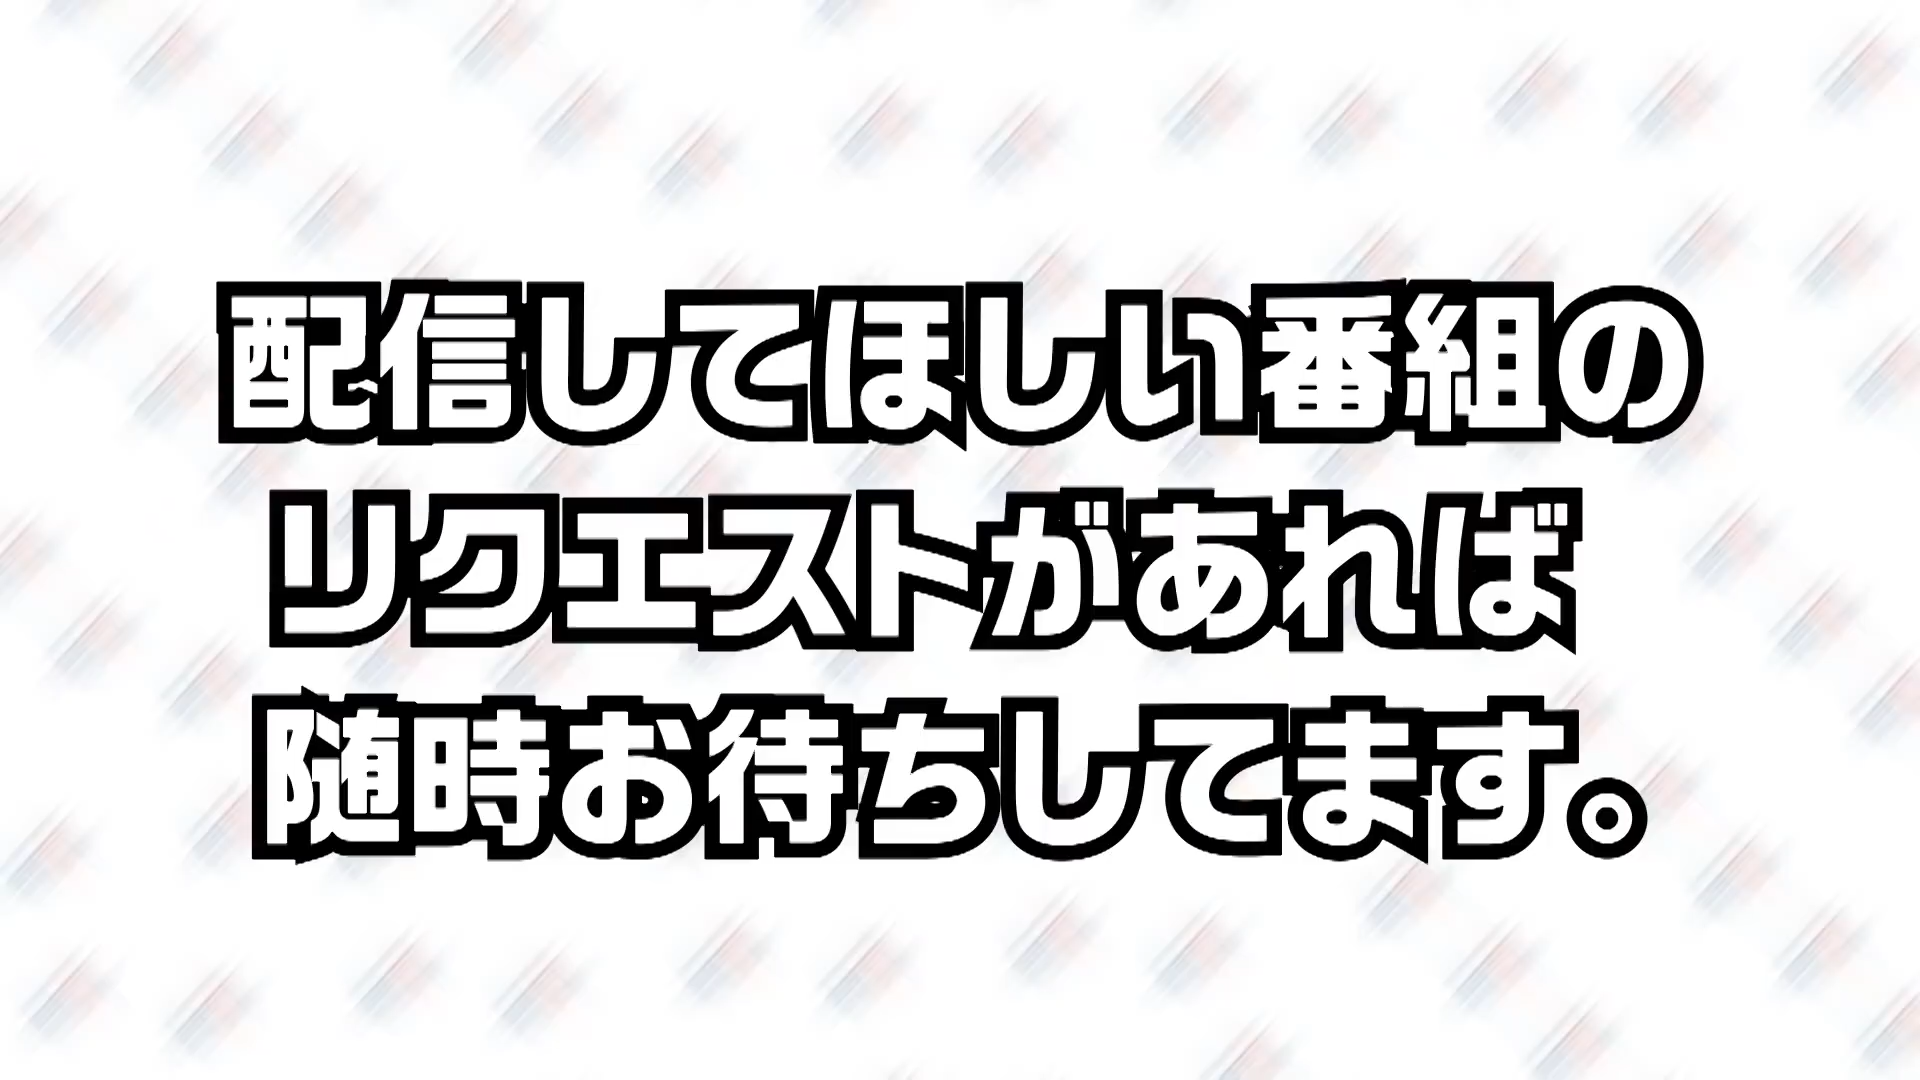 配信してほしい番組の
リクエストがあれば
随時お待ちしてます。